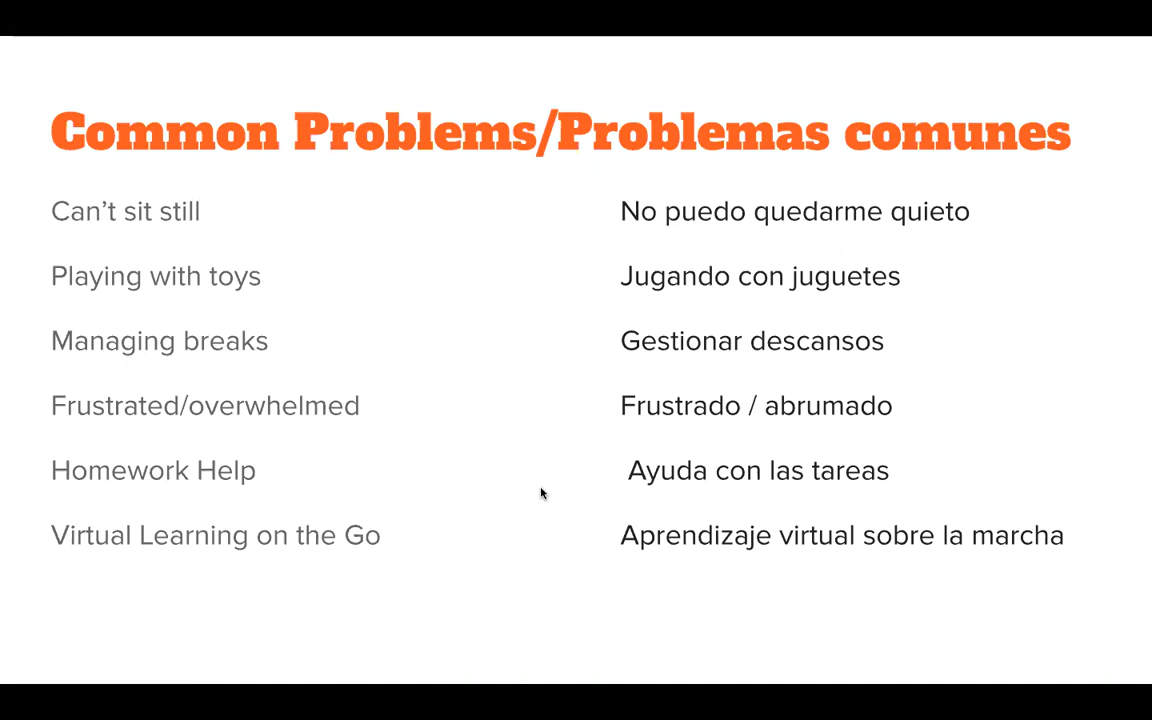 Common Problems/Problemas comunes
Can’t sit still
Playing with toys
Managing breaks
Frustrated/overwhelmed
Homework Help
Virtual Learning on the Go
No puedo quedarme quieto
Jugando con juguetes
Gestionar descansos
Frustrado / abrumado
Ayuda con las tareas
Aprendizaje virtual sobre la marcha